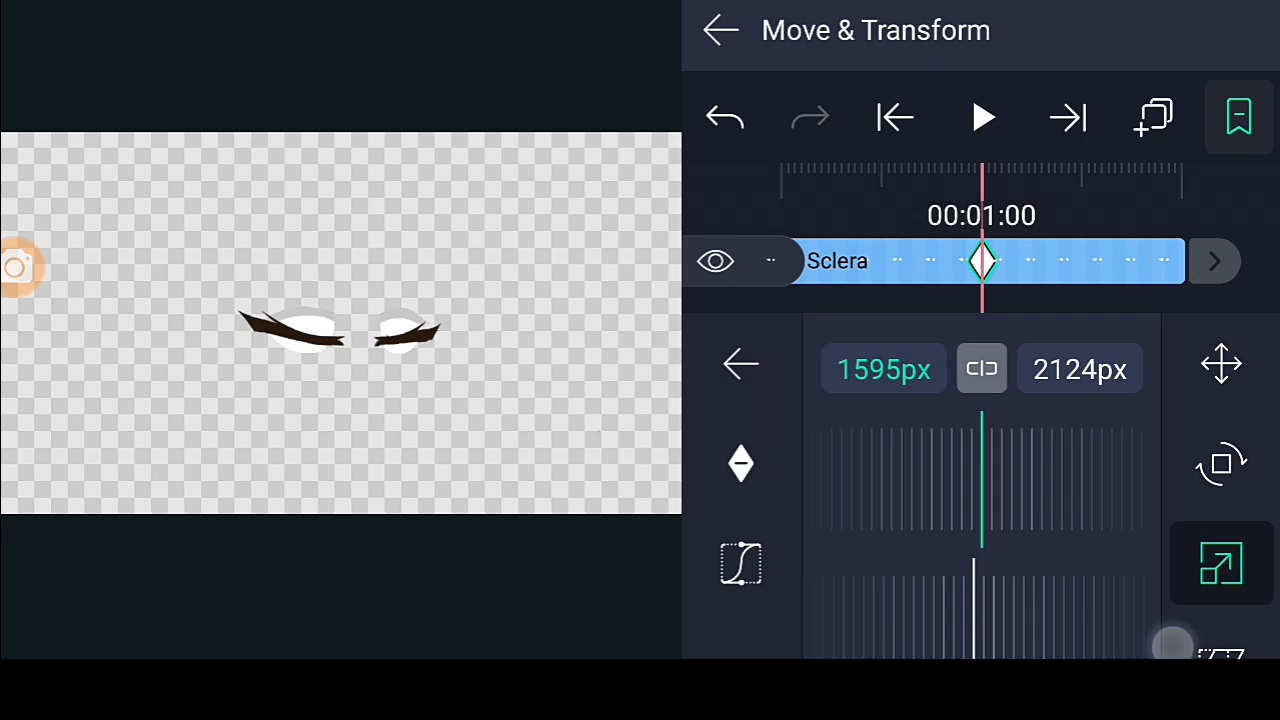 Move & Transform
00:01:00
Sclera
1595px
2124px